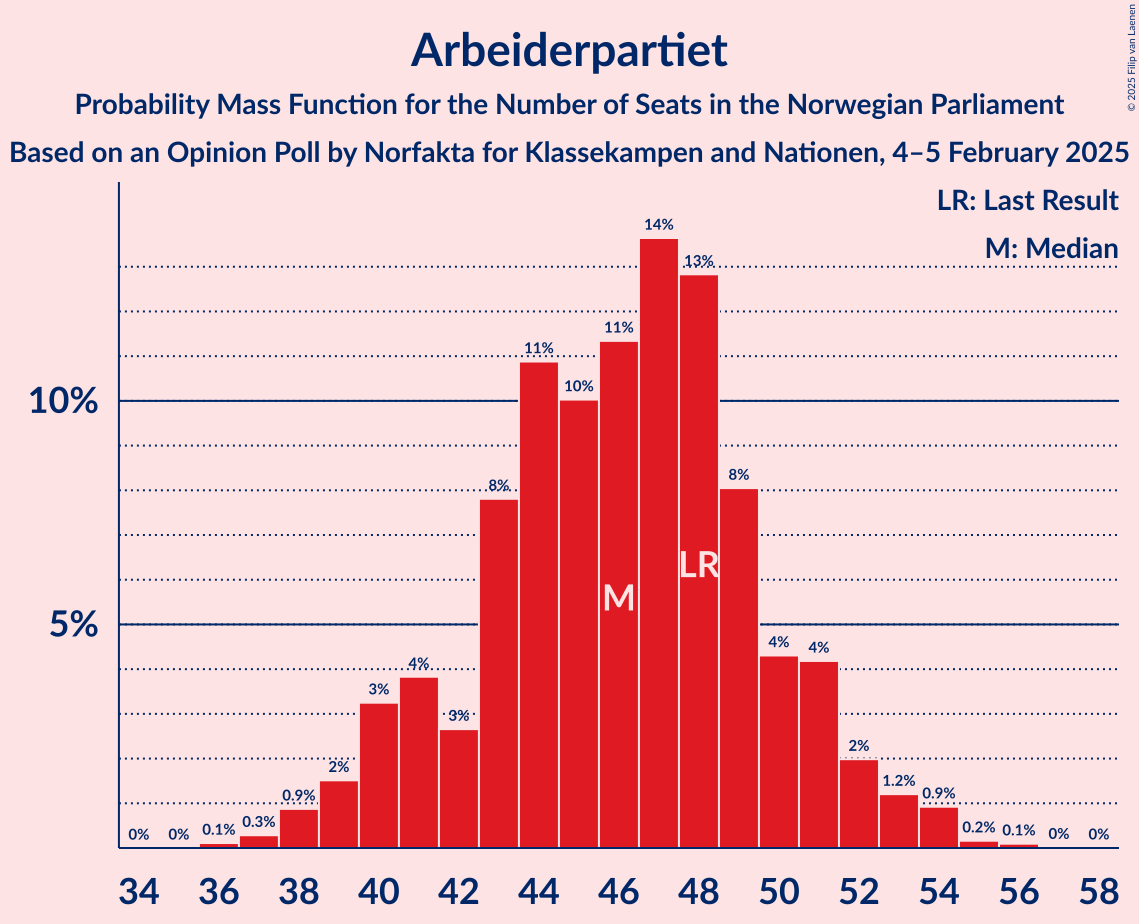 Arbeiderpartiet
Probability Mass Function for the Number of Seats in the Norwegian Parliament
Based on an Opinion Poll by Norfakta for Klassekampen and Nationen, 4–5 February 2025
© 2025 Filip van Laenen
LR: Last Result
M: Median
10%
5%
0% 0% 0.1% 0.3% 0.9% 2% 3% 4% 3% 8% 11% 10% 11% 14% 13% 8% 4% 4% 2% 1.2% 0.9% 0.2% 0.1% 0% 0%
M LR
34 36 38 40 42 44 46 48 50 52 54 56 58